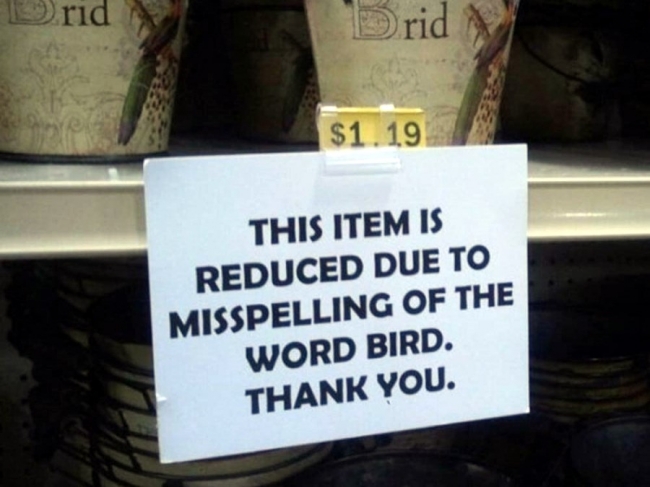 Brid
Brid
$1.19
THIS ITEM IS
REDUCED DUE TO
MISSPELLING OF THE
WORD BIRD.
THANK YOU.